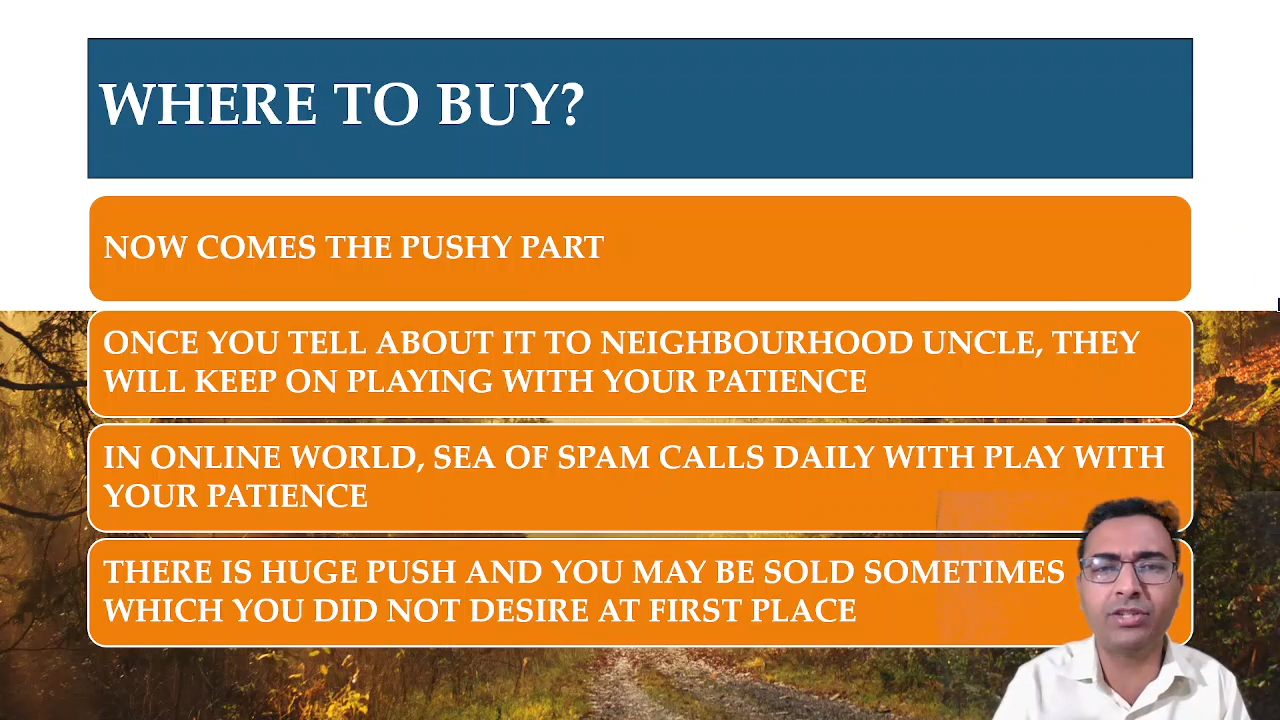 WHERE TO BUY?
NOW COMES THE PUSHY PART
ONCE YOU TELL ABOUT IT TO NEIGHBOURHOOD UNCLE, THEY
WILL KEEP ON PLAYING WITH YOUR PATIENCE
IN ONLINE WORLD, SEA OF SPAM CALLS DAILY WITH PLAY WITH
YOUR PATIENCE
THERE IS HUGE PUSH AND YOU MAY BE SOLD SOMETIMES
WHICH YOU DID NOT DESIRE AT FIRST PLACE